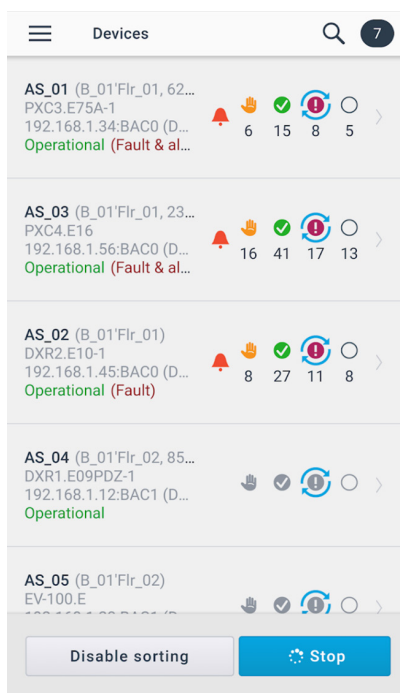 Devices 7
AS_01 (B_01'Flr_01, 62...
PXC3.E75A-1
192.168.1.34:BAC0 (D...
Operational (Fault & al...
6 15 8 5
AS_03 (B_01'Flr_01, 23...
PXC4.E16
192.168.1.56:BAC0 (D...
Operational (Fault & al...
16 41 17 13
AS_02 (B_01'Flr_01)
DXR2.E10-1
192.168.1.45:BAC0 (D...
Operational (Fault)
8 27 11 8
AS_04 (B_01'Flr_02, 85...
DXR1.E09PDZ-1
192.168.1.12:BAC1 (D...
Operational
AS_05 (B_01'Flr_02)
EV-100.E
Disable sorting Stop